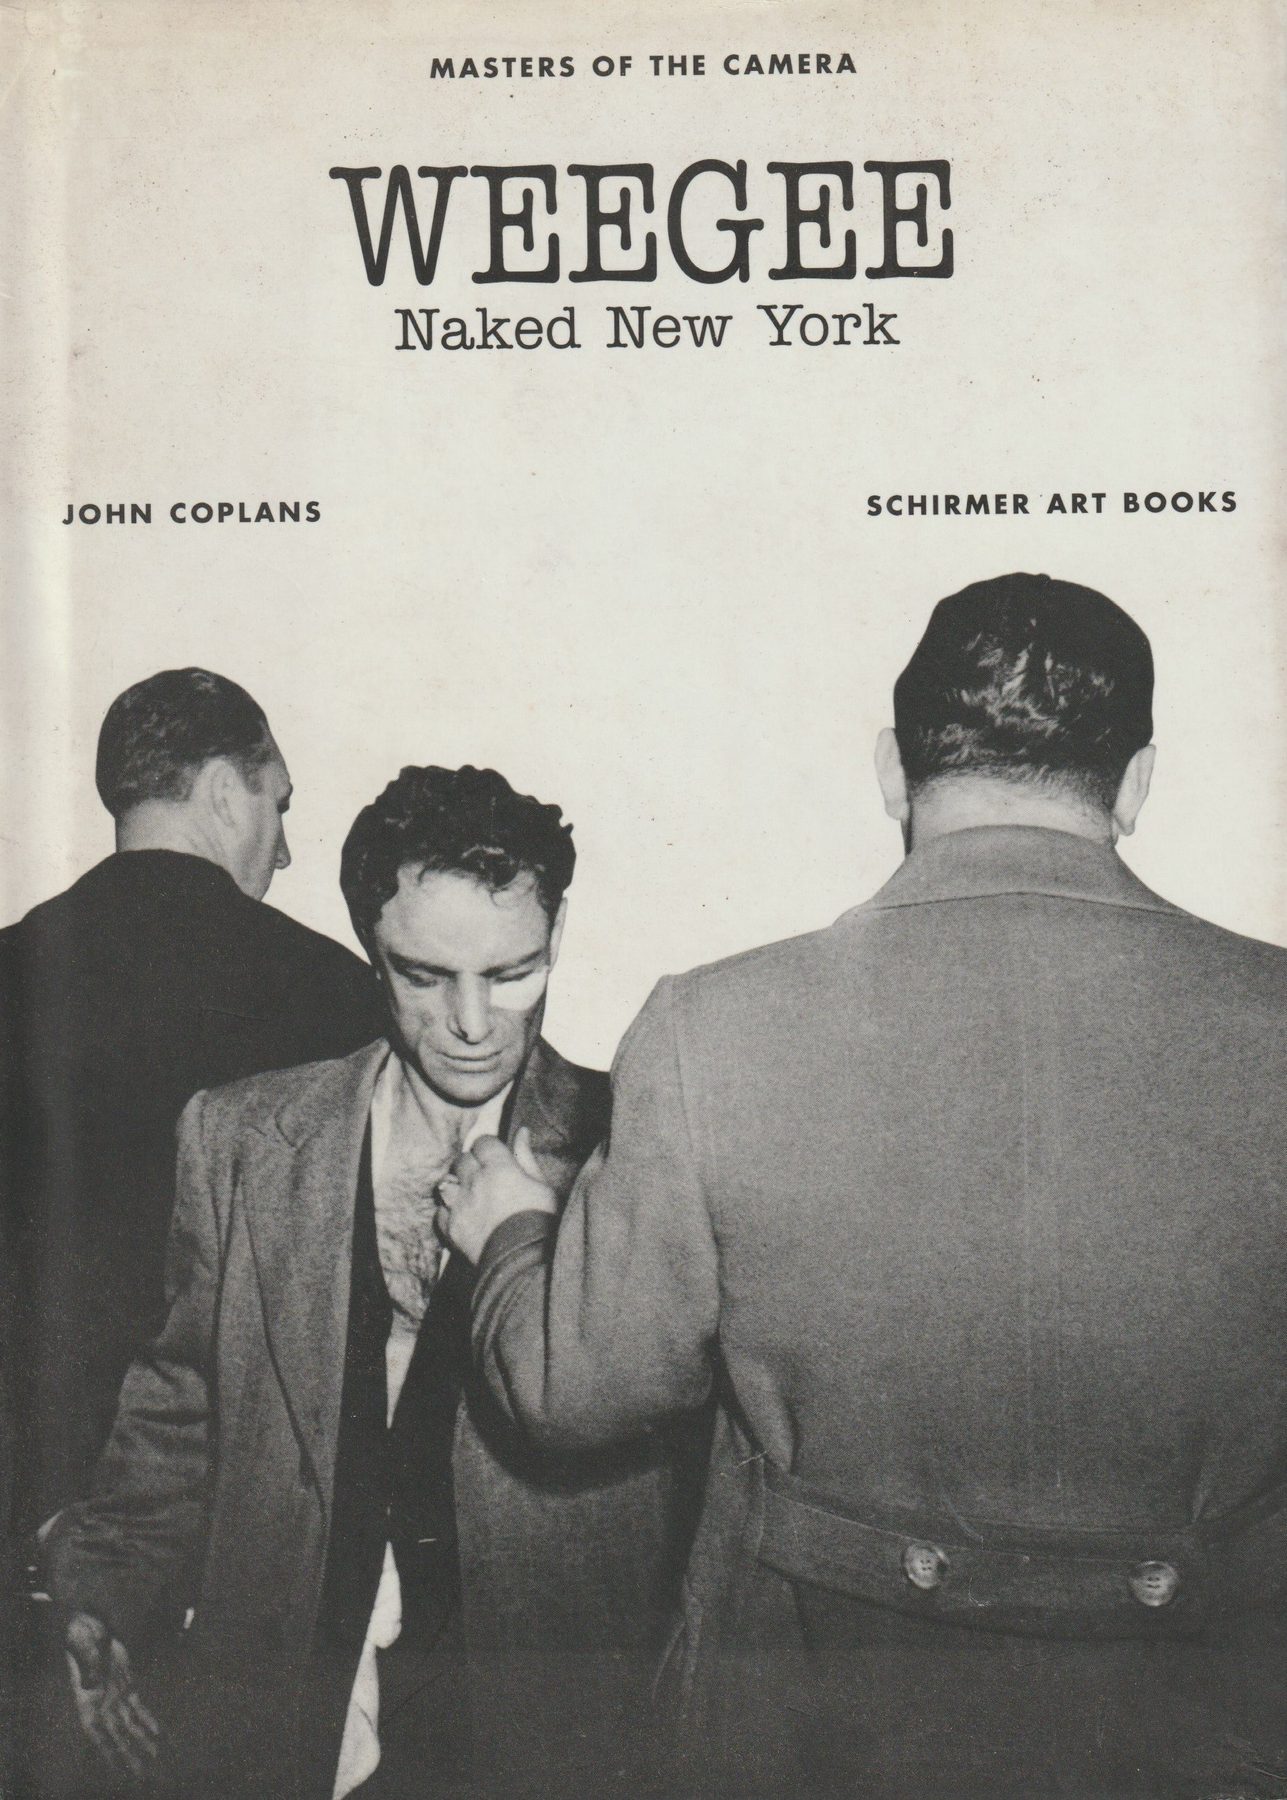 MASTERS OF THE CAMERA
WEEGEE
Naked New York
JOHN COPLANS
SCHIRMER ART BOOKS